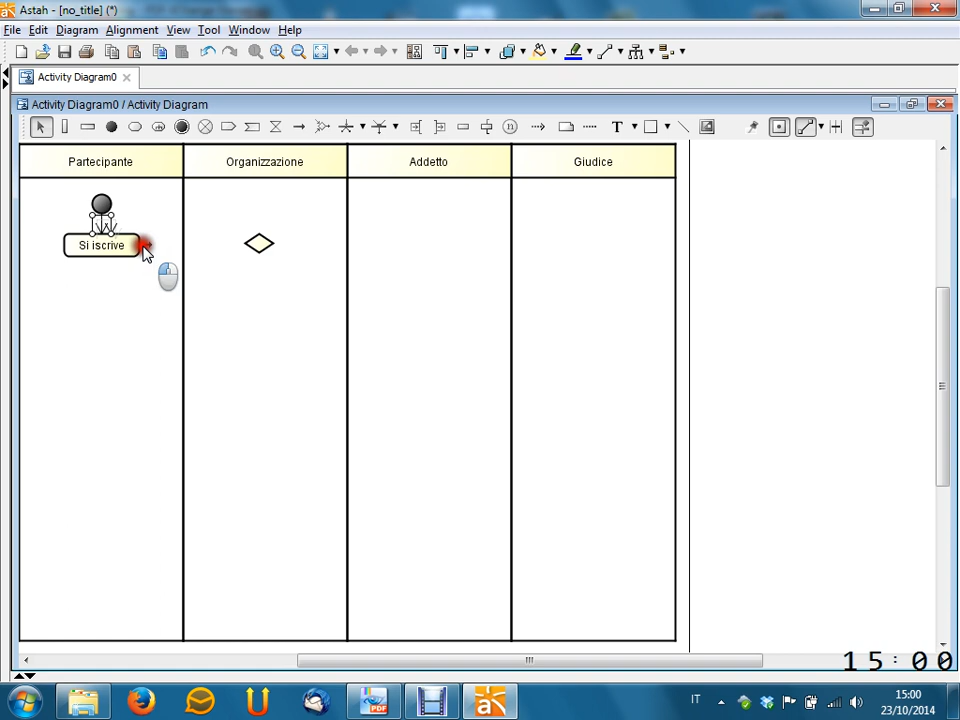 Astah - [no_title] (*)
File Edit Diagram Alignment View Tool Window Help
Activity Diagram0
Activity Diagram0 / Activity Diagram
T
Partecipante Organizzazione Addetto Giudice
Si iscrive
15:00
PDF
IT
15:00
23/10/2014